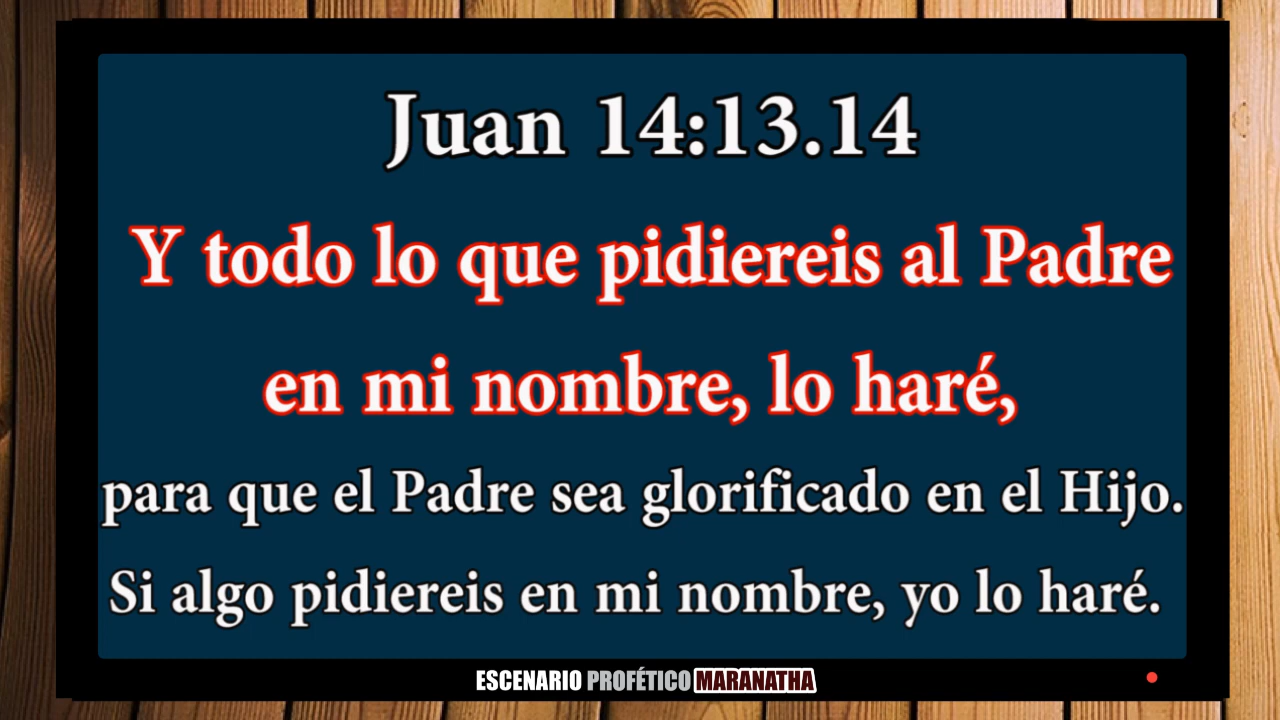 Juan 14:13.14
Y todo lo que pidiereis al Padre
en mi nombre, lo haré,
para que el Padre sea glorificado en el Hijo.
Si algo pidiereis en mi nombre, yo lo haré.
ESCENARIO PROFÉTICO MARANATHA